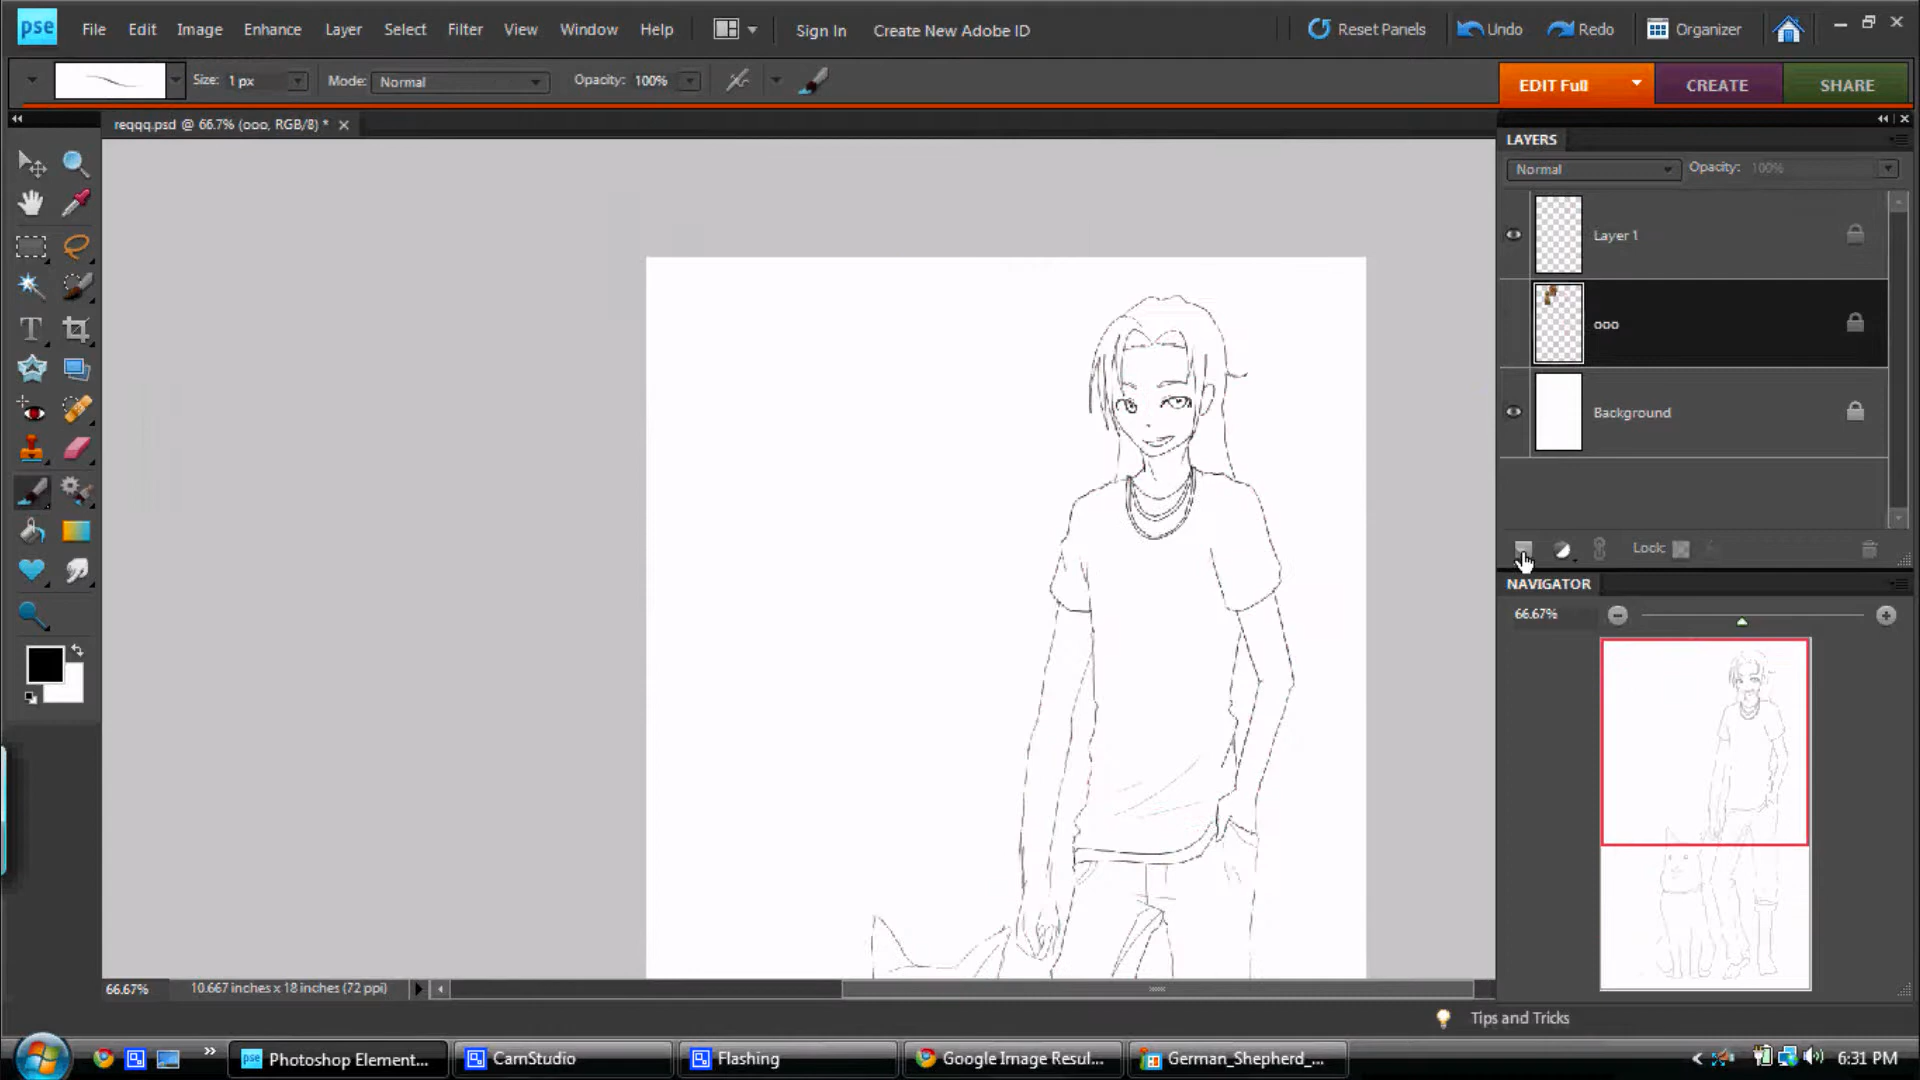 pse File Edit Image Enhance Layer Select Filter View Window Help Sign In Create New Adobe ID Reset Panels Undo Redo Organizer
Size: 1 px Mode: Normal Opacity: 100% EDIT Full CREATE SHARE
reqqq.psd @ 66.7% (ooo, RGB/8) *
LAYERS
Normal Opacity: 100%
Layer 1
ooo
Background
Lock:
NAVIGATOR
66.67%
66.67% 10.667 inches x 18 inches (72 ppi)
Tips and Tricks
pse Photoshop Element... CamStudio Flashing Google Image Resul... German_Shepherd_... 6:31 PM